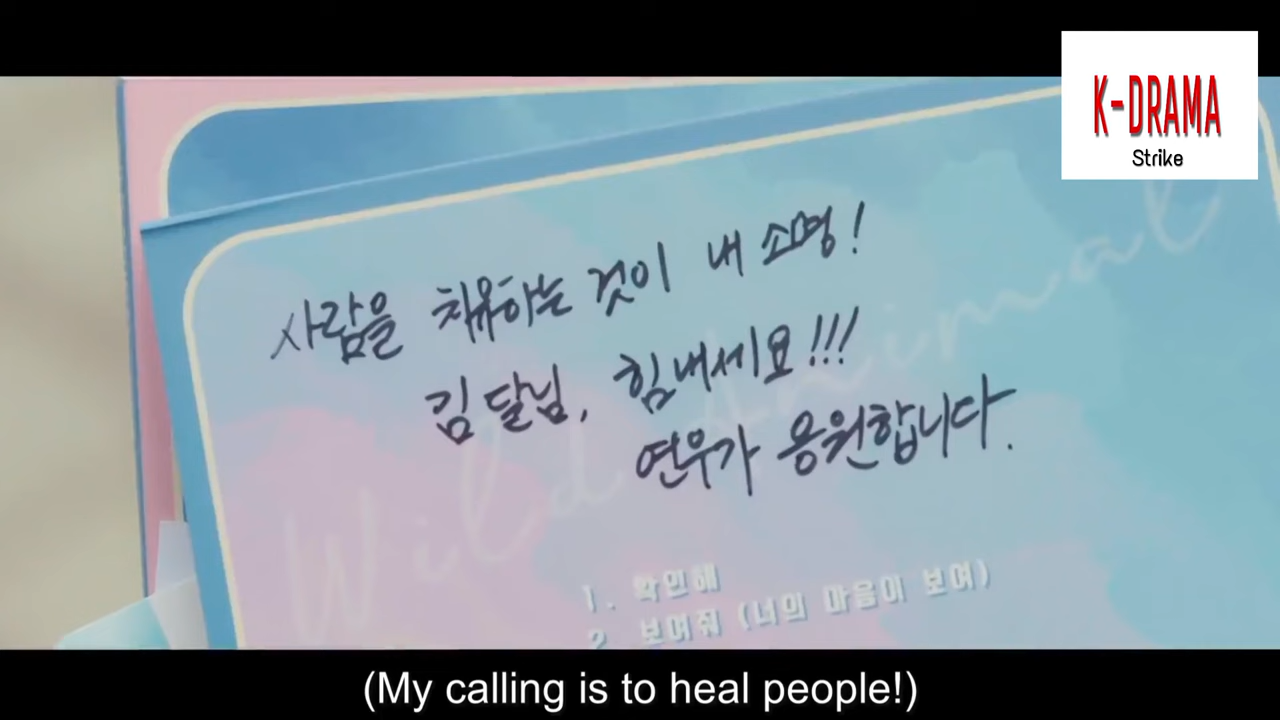 K-DRAMA
Strike
사람을 치유하는 것이 내 소명!
김달님, 힘내세요!!!
연우가 응원합니다.
Wild Animal
1. 확인해
2. 보여줘 (너의 마음이 보여)
(My calling is to heal people!)